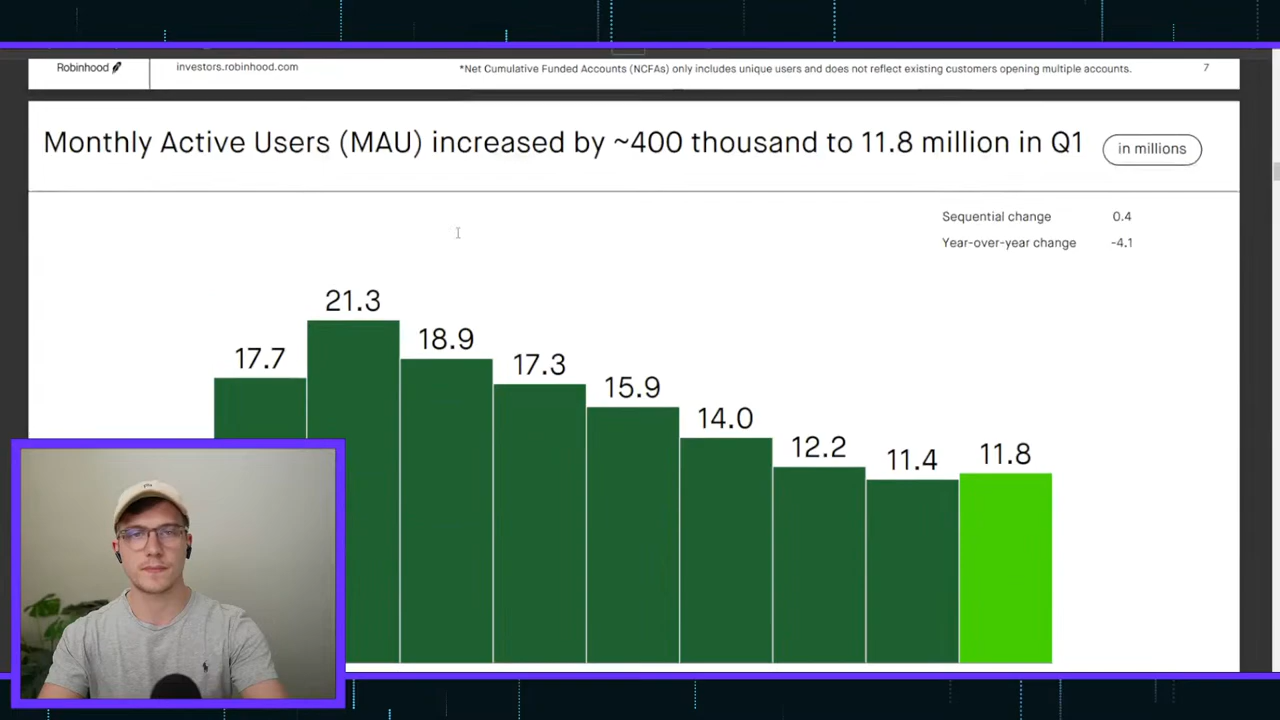 Robinhood investors.robinhood.com *Net Cumulative Funded Accounts (NCFAs) only includes unique users and does not reflect existing customers opening multiple accounts. 7
Monthly Active Users (MAU) increased by ~400 thousand to 11.8 million in Q1 in millions
Sequential change 0.4
Year-over-year change -4.1
17.7
21.3
18.9
17.3
15.9
14.0
12.2
11.4
11.8